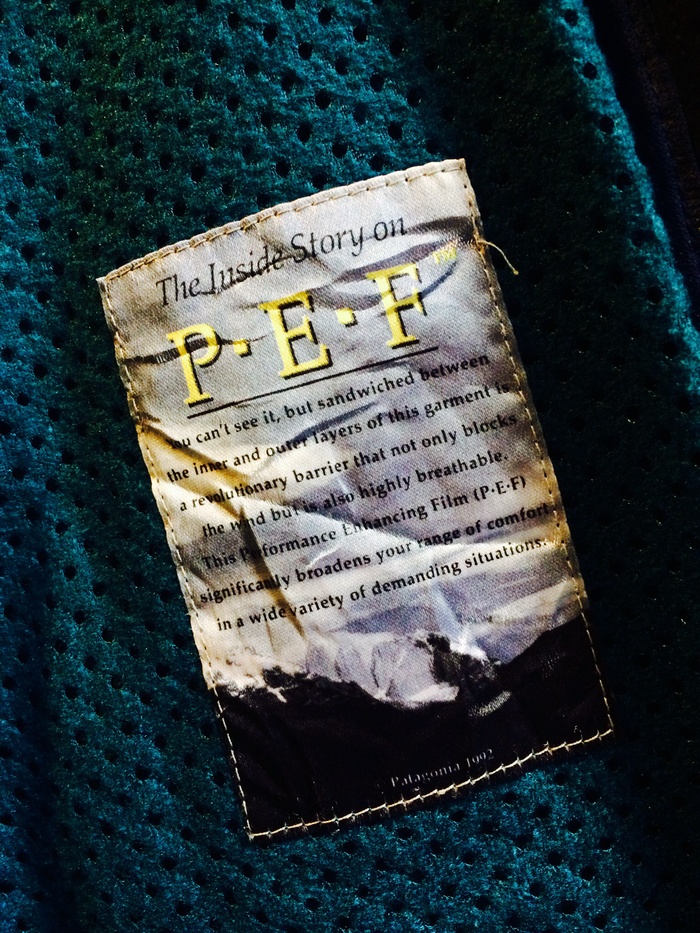 The Inside Story on
P·E·F™
You can't see it, but sandwiched between
the inner and outer layers of this garment is
a revolutionary barrier that not only blocks
the wind but is also highly breathable.
This Performance Enhancing Film (P·E·F)
significantly broadens your range of comfort
in a wide variety of demanding situations.
Patagonia 1992